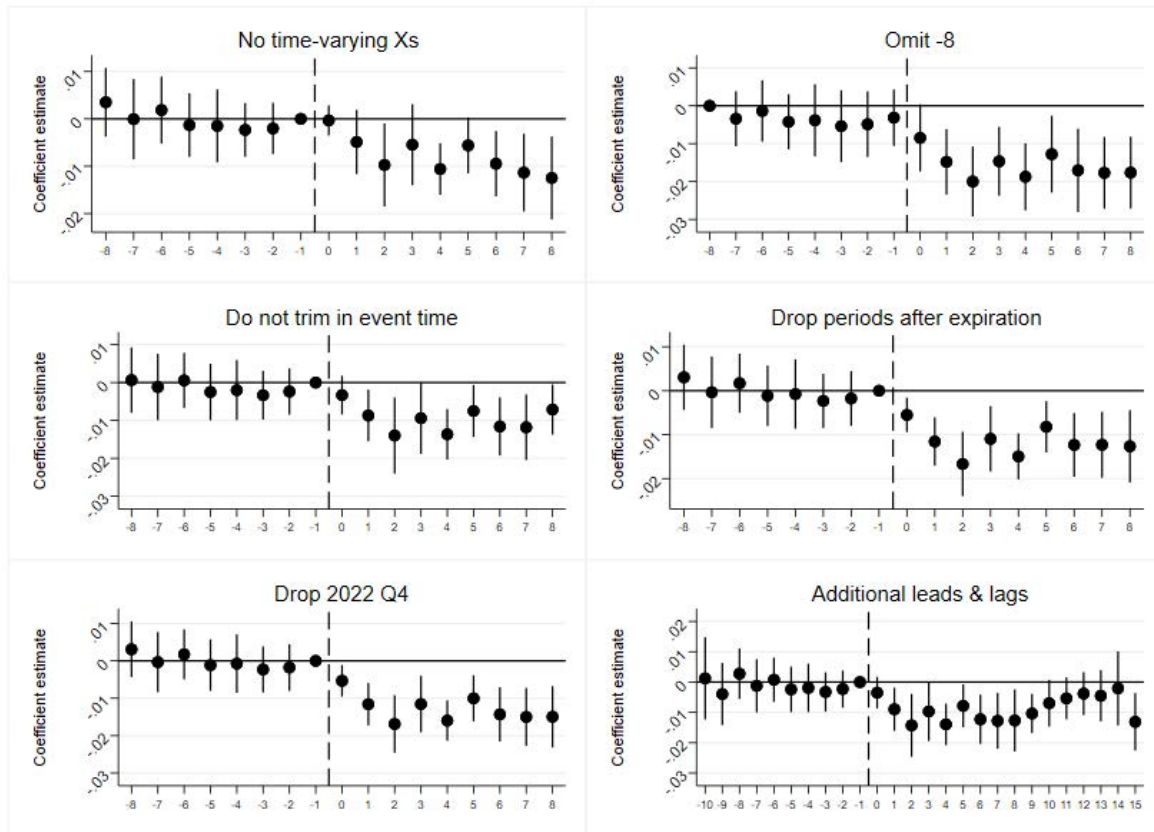 No time-varying Xs
Coefficient estimate
.01
0
-.01
-.02
-8 -7 -6 -5 -4 -3 -2 -1 0 1 2 3 4 5 6 7 8
Omit -8
Coefficient estimate
.01
0
-.01
-.02
-.03
-8 -7 -6 -5 -4 -3 -2 -1 0 1 2 3 4 5 6 7 8
Do not trim in event time
Coefficient estimate
.01
0
-.01
-.02
-.03
-8 -7 -6 -5 -4 -3 -2 -1 0 1 2 3 4 5 6 7 8
Drop periods after expiration
Coefficient estimate
.01
0
-.01
-.02
-8 -7 -6 -5 -4 -3 -2 -1 0 1 2 3 4 5 6 7 8
Drop 2022 Q4
Coefficient estimate
.01
0
-.01
-.02
-.03
-8 -7 -6 -5 -4 -3 -2 -1 0 1 2 3 4 5 6 7 8
Additional leads & lags
Coefficient estimate
.02
.01
0
-.01
-.02
-.03
-10 -9 -8 -7 -6 -5 -4 -3 -2 -1 0 1 2 3 4 5 6 7 8 9 10 11 12 13 14 15